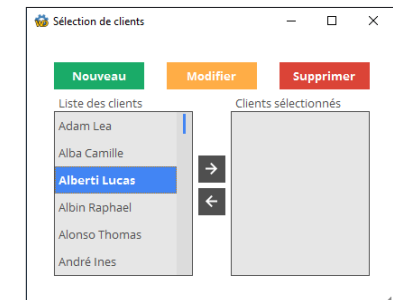 Sélection de clients
Nouveau Modifier Supprimer
Liste des clients Clients sélectionnés
Adam Lea
Alba Camille
Alberti Lucas
Albin Raphael
Alonso Thomas
André Ines